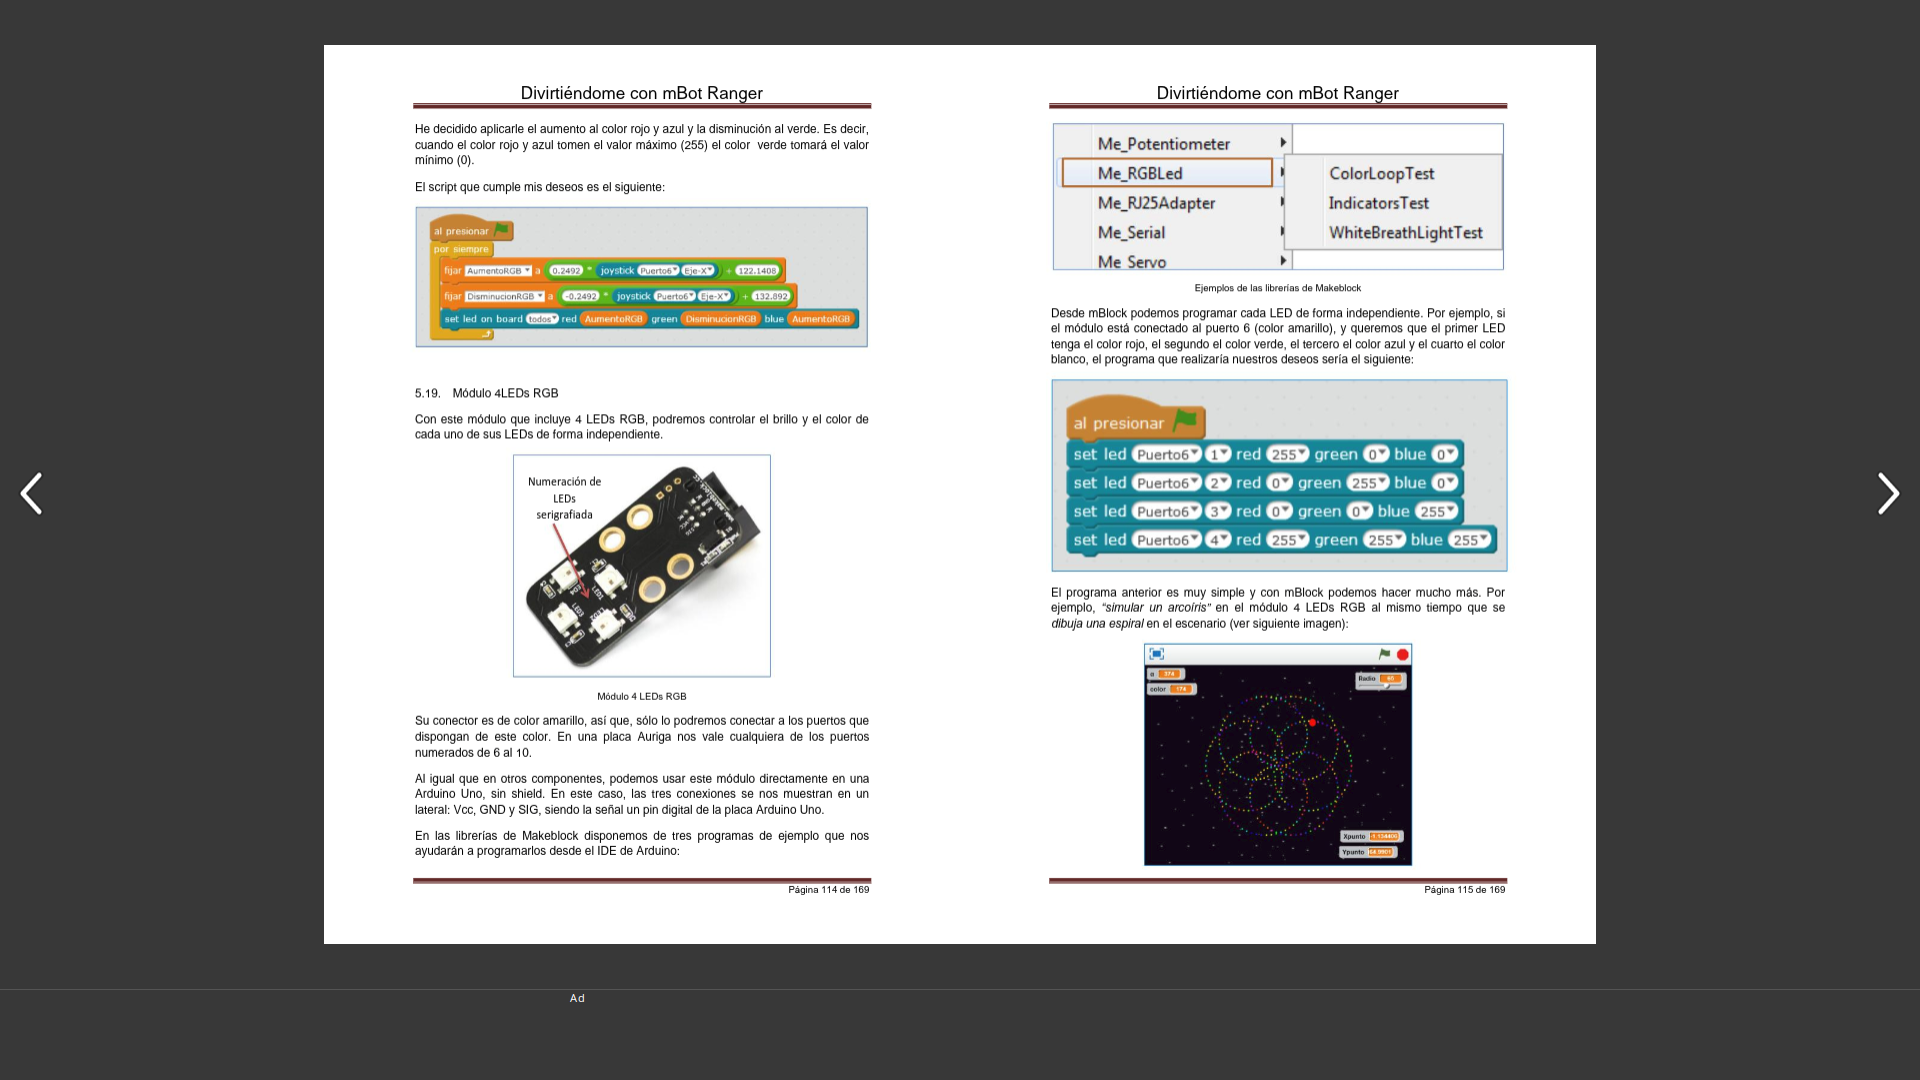 Divirtiéndome con mBot Ranger
He decidido aplicarle el aumento al color rojo y azul y la disminución al verde. Es decir,
cuando el color rojo y azul tomen el valor máximo (255) el color verde tomará el valor
mínimo (0).
El script que cumple mis deseos es el siguiente:
al presionar
por siempre
fijar AumentoRGB a 0.2492 * joystick Puerto6 Eje-X + 122.1408
fijar DisminucionRGB a -0.2492 * joystick Puerto6 Eje-X + 132.892
set led on board todos red AumentoRGB green DisminucionRGB blue AumentoRGB
5.19. Módulo 4LEDs RGB
Con este módulo que incluye 4 LEDs RGB, podremos controlar el brillo y el color de
cada uno de sus LEDs de forma independiente.
Numeración de
LEDs
serigrafiada
Módulo 4 LEDs RGB
Su conector es de color amarillo, así que, sólo lo podremos conectar a los puertos que
dispongan de este color. En una placa Auriga nos vale cualquiera de los puertos
numerados de 6 al 10.
Al igual que en otros componentes, podemos usar este módulo directamente en una
Arduino Uno, sin shield. En este caso, las tres conexiones se nos muestran en un
lateral: Vcc, GND y SIG, siendo la señal un pin digital de la placa Arduino Uno.
En las librerías de Makeblock disponemos de tres programas de ejemplo que nos
ayudarán a programarlos desde el IDE de Arduino:
Página 114 de 169
Divirtiéndome con mBot Ranger
Me_Potentiometer
Me_RGBLed
Me_RJ25Adapter
Me_Serial
Me_Servo
ColorLoopTest
IndicatorsTest
WhiteBreathLightTest
Ejemplos de las librerías de Makeblock
Desde mBlock podemos programar cada LED de forma independiente. Por ejemplo, si
el módulo está conectado al puerto 6 (color amarillo), y queremos que el primer LED
tenga el color rojo, el segundo el color verde, el tercero el color azul y el cuarto el color
blanco, el programa que realizaría nuestros deseos sería el siguiente:
al presionar
set led Puerto6 1 red 255 green 0 blue 0
set led Puerto6 2 red 0 green 255 blue 0
set led Puerto6 3 red 0 green 0 blue 255
set led Puerto6 4 red 255 green 255 blue 255
El programa anterior es muy simple y con mBlock podemos hacer mucho más. Por
ejemplo, "simular un arcoíris" en el módulo 4 LEDs RGB al mismo tiempo que se
dibuja una espiral en el escenario (ver siguiente imagen):
color 174
Radio
Xpunto
Ypunto
Página 115 de 169
Ad